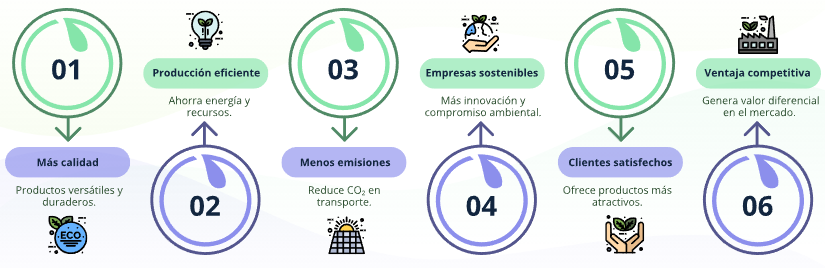 01
Más calidad
Productos versátiles y
duraderos.
ECO
Producción eficiente
Ahorra energía y
recursos.
02
03
Menos emisiones
Reduce CO₂ en
transporte.
Empresas sostenibles
Más innovación y
compromiso ambiental.
04
05
Clientes satisfechos
Ofrece productos más
atractivos.
Ventaja competitiva
Genera valor diferencial
en el mercado.
06